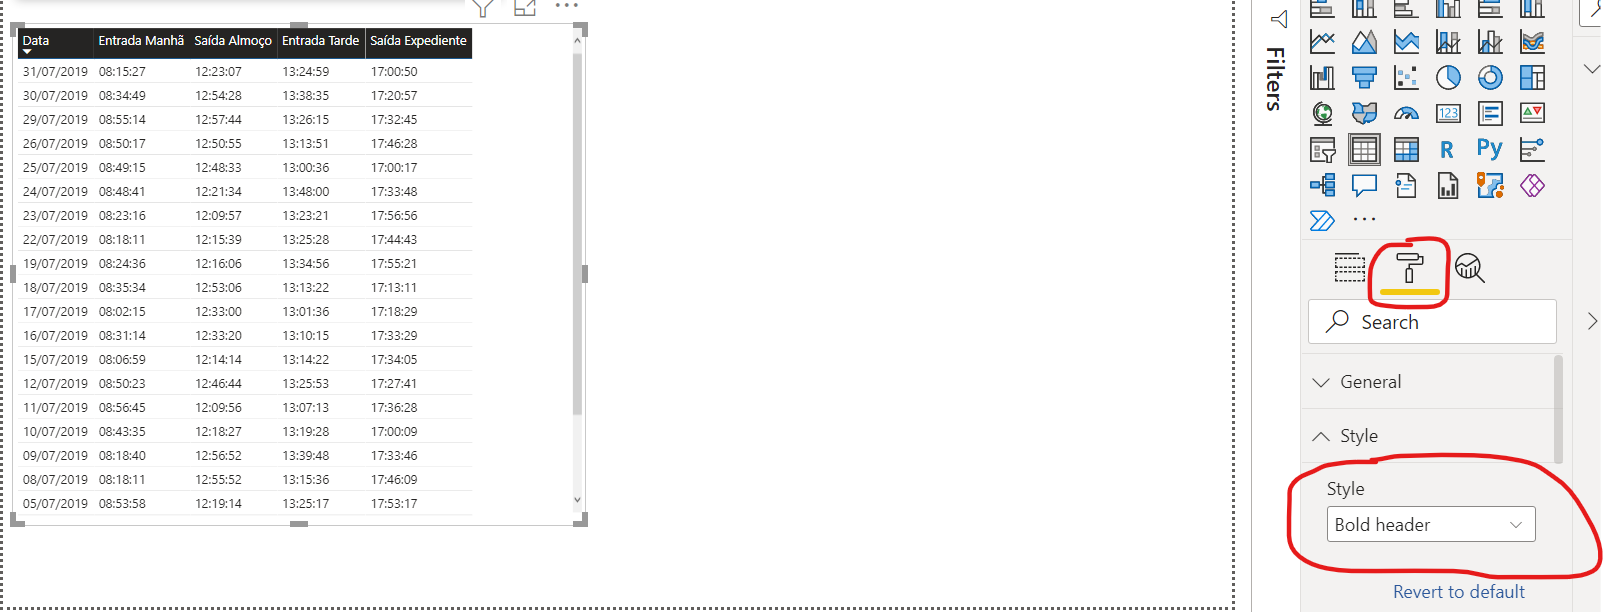 Data Entrada Manhã Saída Almoço Entrada Tarde Saída Expediente
31/07/2019 08:15:27 12:23:07 13:24:59 17:00:50
30/07/2019 08:34:49 12:54:28 13:38:35 17:20:57
29/07/2019 08:55:14 12:57:44 13:26:15 17:32:45
26/07/2019 08:50:17 12:50:55 13:13:51 17:46:28
25/07/2019 08:49:15 12:48:33 13:00:36 17:00:17
24/07/2019 08:48:41 12:21:34 13:48:00 17:33:48
23/07/2019 08:23:16 12:09:57 13:23:21 17:56:56
22/07/2019 08:18:11 12:15:39 13:25:28 17:44:43
19/07/2019 08:24:36 12:16:06 13:34:56 17:55:21
18/07/2019 08:35:34 12:53:06 13:13:22 17:13:11
17/07/2019 08:02:15 12:33:00 13:01:36 17:18:29
16/07/2019 08:31:14 12:33:20 13:10:15 17:33:29
15/07/2019 08:06:59 12:14:14 13:14:22 17:34:05
12/07/2019 08:50:23 12:46:44 13:25:53 17:27:41
11/07/2019 08:56:45 12:09:56 13:07:13 17:36:28
10/07/2019 08:43:35 12:18:27 13:19:28 17:00:09
09/07/2019 08:18:40 12:56:52 13:39:48 17:33:46
08/07/2019 08:18:11 12:55:52 13:15:36 17:46:09
05/07/2019 08:53:58 12:19:14 13:25:17 17:53:17
Filters
123
R Py
Search
General
Style
Style
Bold header
Revert to default